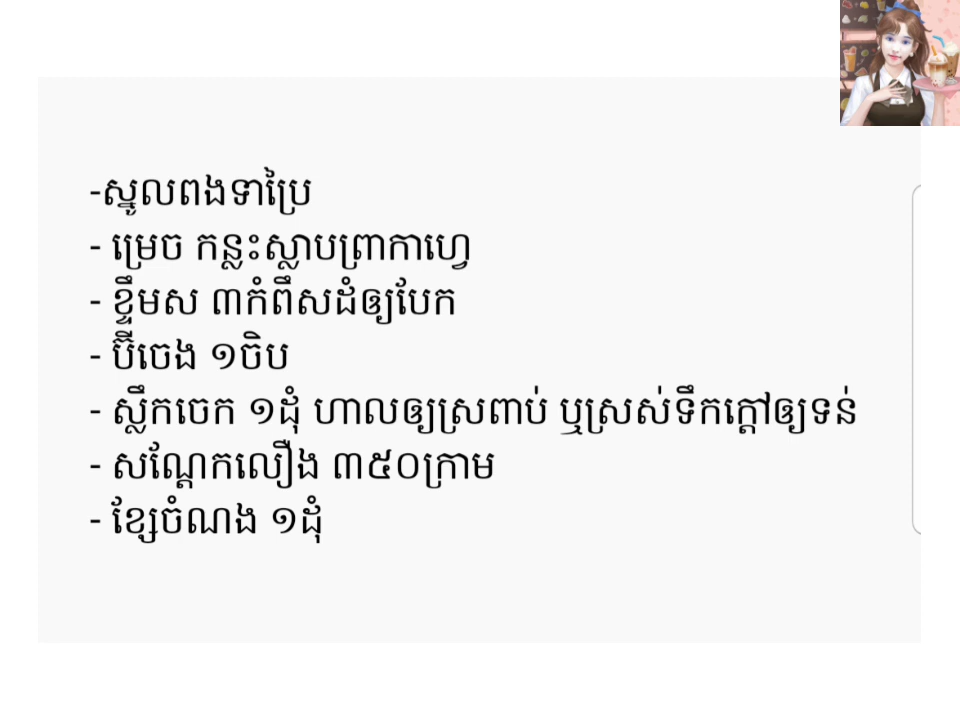 -ស្នូលពងទាប្រៃ
- ម្រេច កន្លះស្លាបព្រាកាហ្វេ
- ខ្ទឹមស ៣កំពឹសដំឲ្យបែក
- ប៊ីចេង ១ចិប
- ស្លឹកចេក ១ដុំ ហាលឲ្យស្រពាប់ ឬស្រស់ទឹកក្ដៅឲ្យទន់
- សណ្ដែកលឿង ៣៥០ក្រាម
- ខ្សែចំណង ១ដុំ